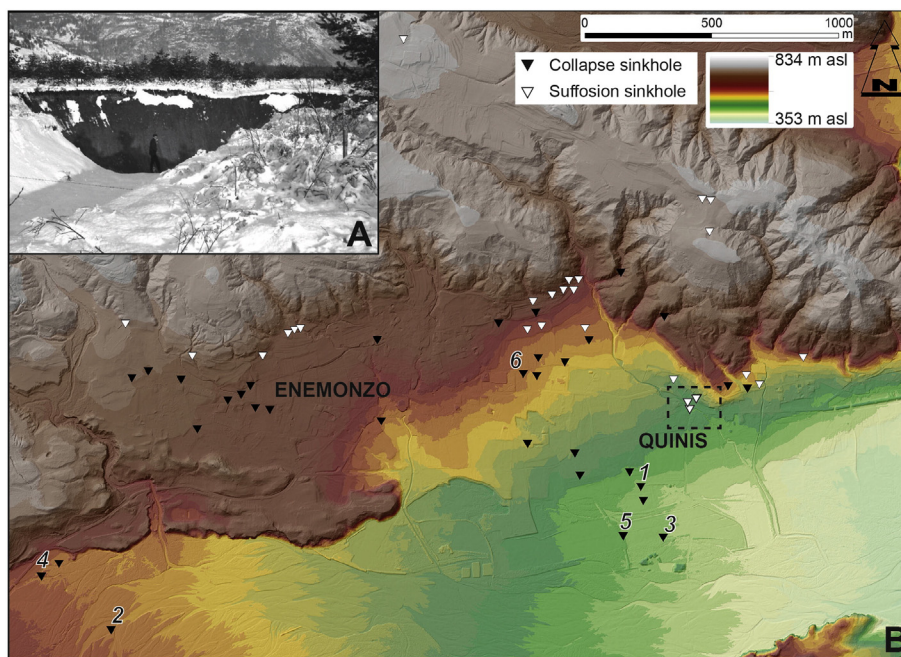 0 500 1000
m
▼ Collapse sinkhole
▽ Suffosion sinkhole
834 m asl
353 m asl
N
A
6
ENEMONZO
QUINIS
1
5
3
4
2
B